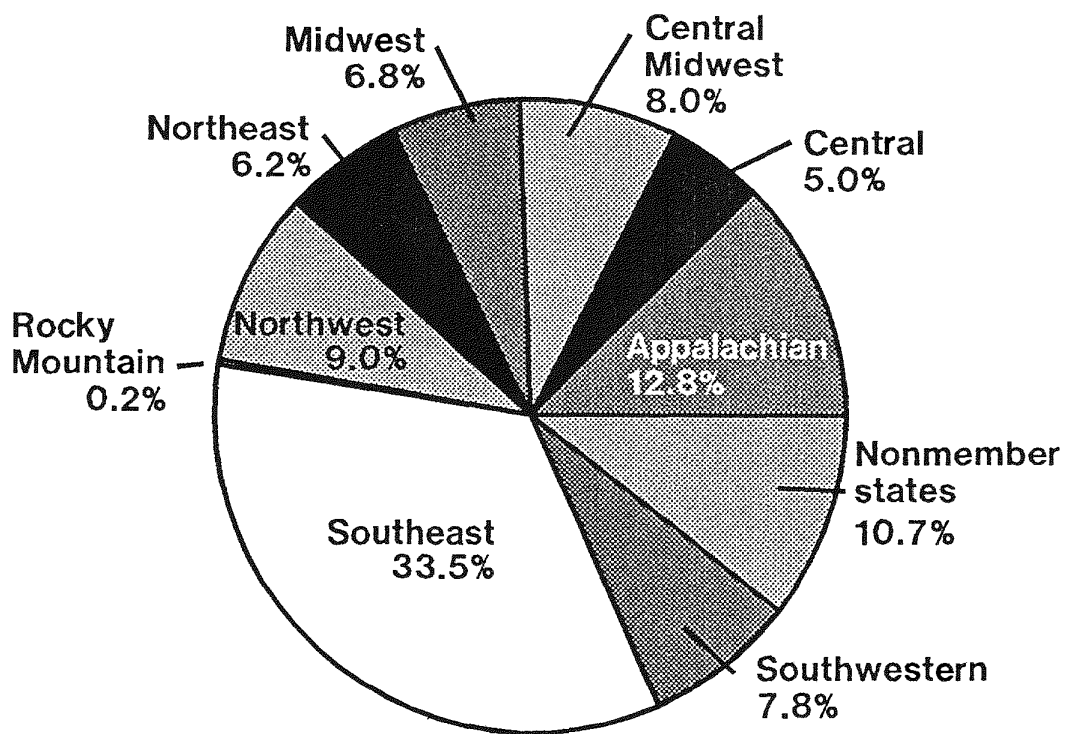 Central
Midwest
8.0%
Midwest
6.8%
Northeast
6.2%
Central
5.0%
Rocky
Mountain
0.2%
Northwest
9.0%
Appalachian
12.8%
Nonmember
states
10.7%
Southeast
33.5%
Southwestern
7.8%